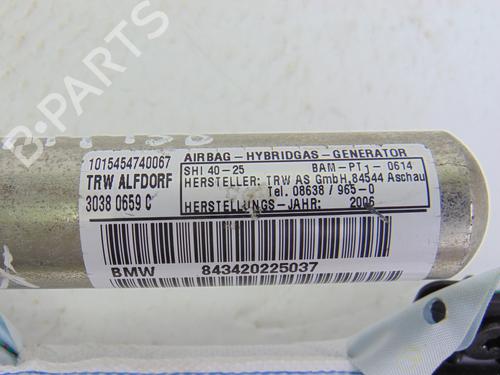 1015454740067
TRW ALFDORF
3038 0659 C
AIRBAG - HYBRIDGAS - GENERATOR
SHI 40 - 25 BAM - PT1 - 0614
HERSTELLER: TRW AS GmbH, 84544 Aschau
Tel. 08638 / 965-0
HERSTELLUNGS - JAHR: 2006
BMW 843420225037